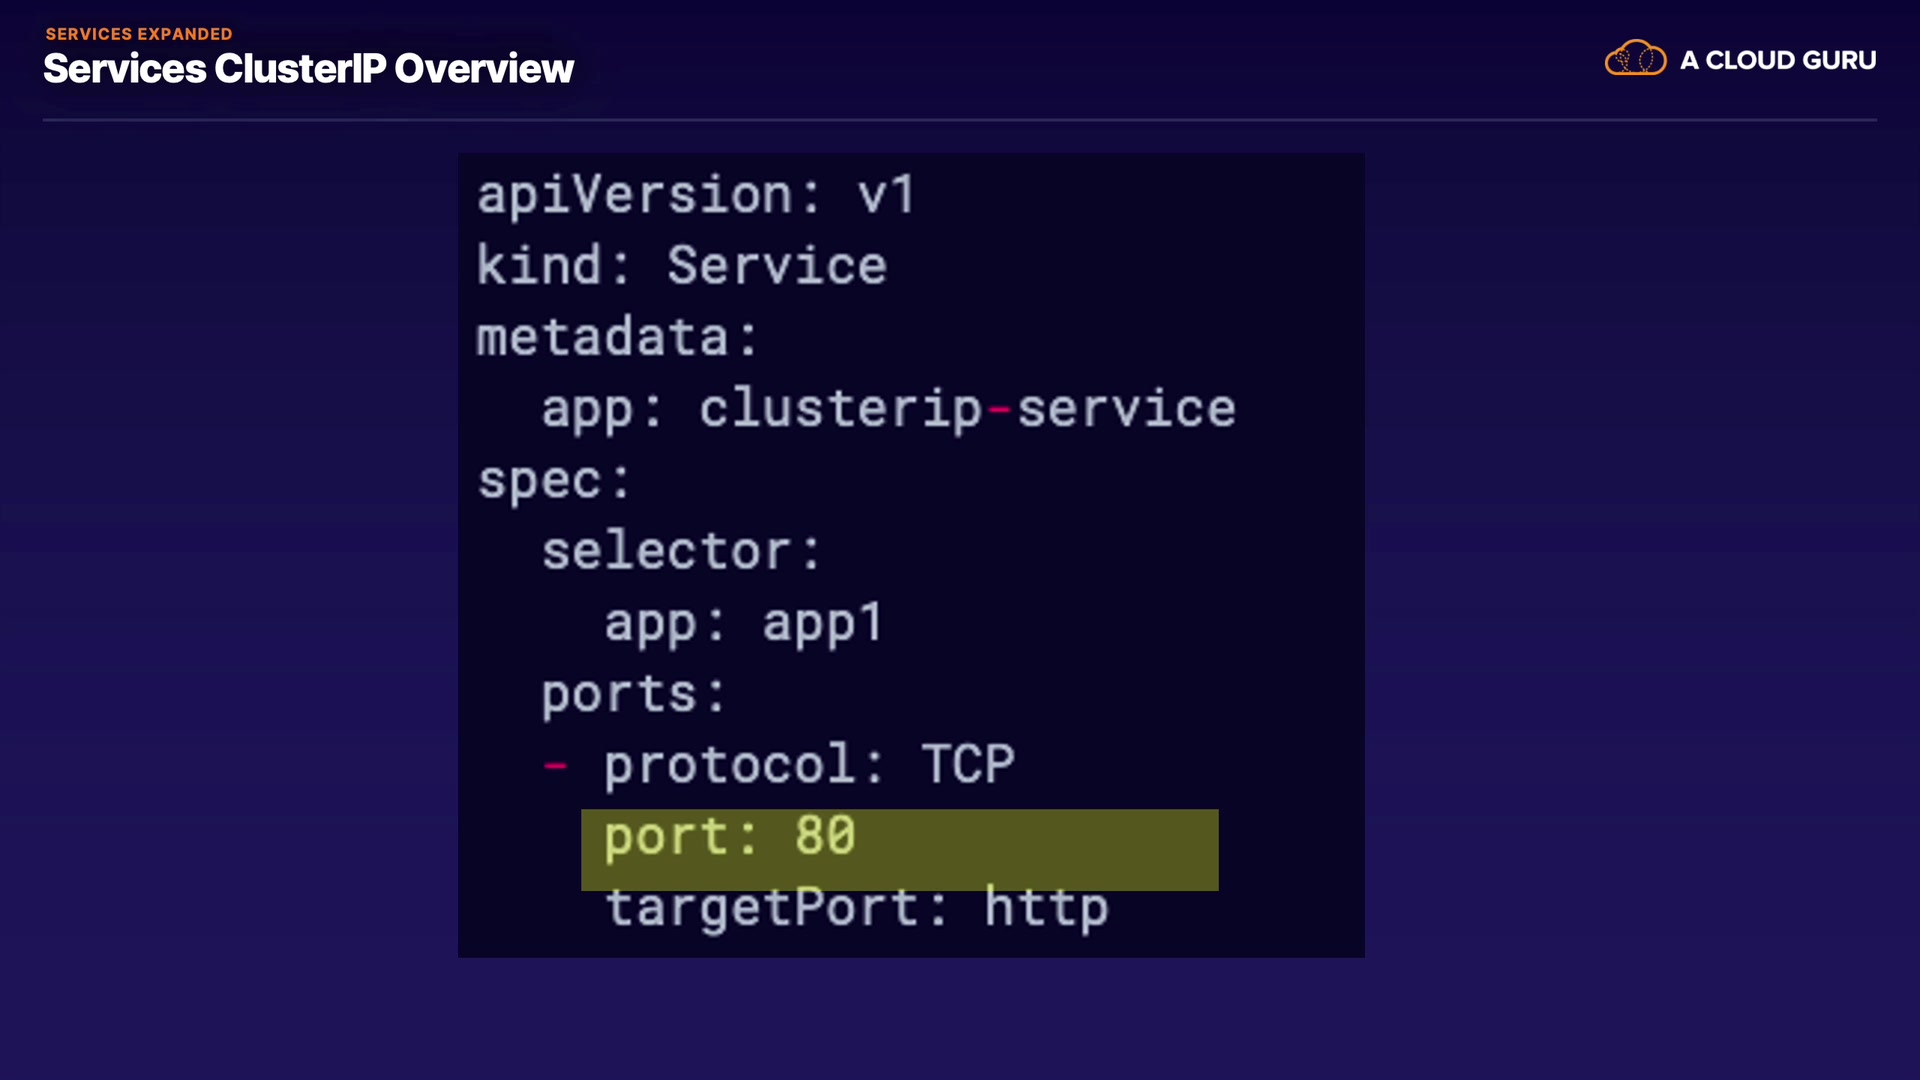 SERVICES EXPANDED
Services ClusterIP Overview
A CLOUD GURU
apiVersion: v1
kind: Service
metadata:
  app: clusterip-service
spec:
  selector:
    app: app1
  ports:
  - protocol: TCP
    port: 80
    targetPort: http